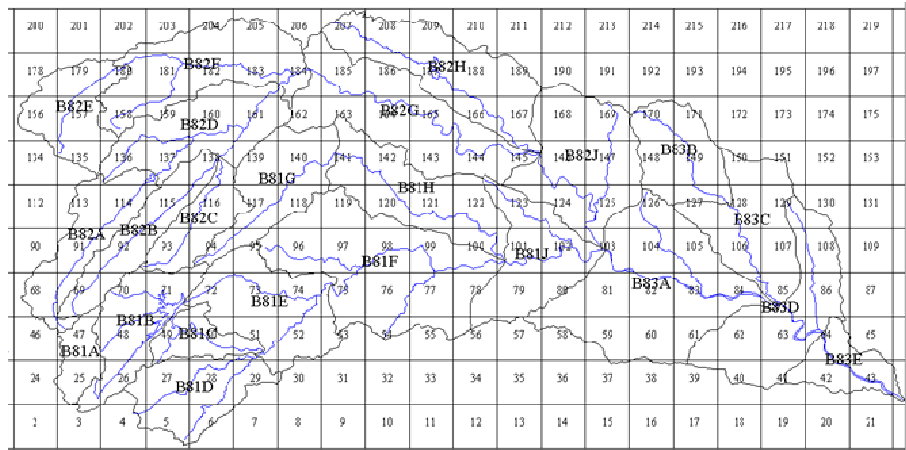 200 201 202 203 204 205 206 207 208 209 210 211 212 213 214 215 216 217 218 219
B82F B82H
178 179 180 181 182 183 184 185 186 187 188 189 190 191 192 193 194 195 196 197
B82E B82G
156 157 158 159 160 161 162 163 164 165 166 167 168 169 170 171 172 173 174 175
B82D B83B
134 135 136 137 138 139 140 141 142 143 144 145 146 B82J 147 148 149 150 151 152 153
B81G B81H
112 113 114 115 116 117 118 119 120 121 122 123 124 125 126 127 128 129 130 131
B82A B82B B82C B83C
90 91 92 93 94 95 96 97 98 99 100 101 102 103 104 105 106 107 108 109
B81F B81J
68 69 70 71 72 73 74 75 76 77 78 79 80 81 82 83 84 85 86 87
B81E B83A
B81B B83D
46 47 48 49 B81C 51 52 53 54 55 56 57 58 59 60 61 62 63 64 65
B81A B83E
24 25 26 27 28 29 30 31 32 33 34 35 36 37 38 39 40 41 42 43
B81D
1 3 4 5 6 7 8 9 10 11 12 13 14 15 16 17 18 19 20 21